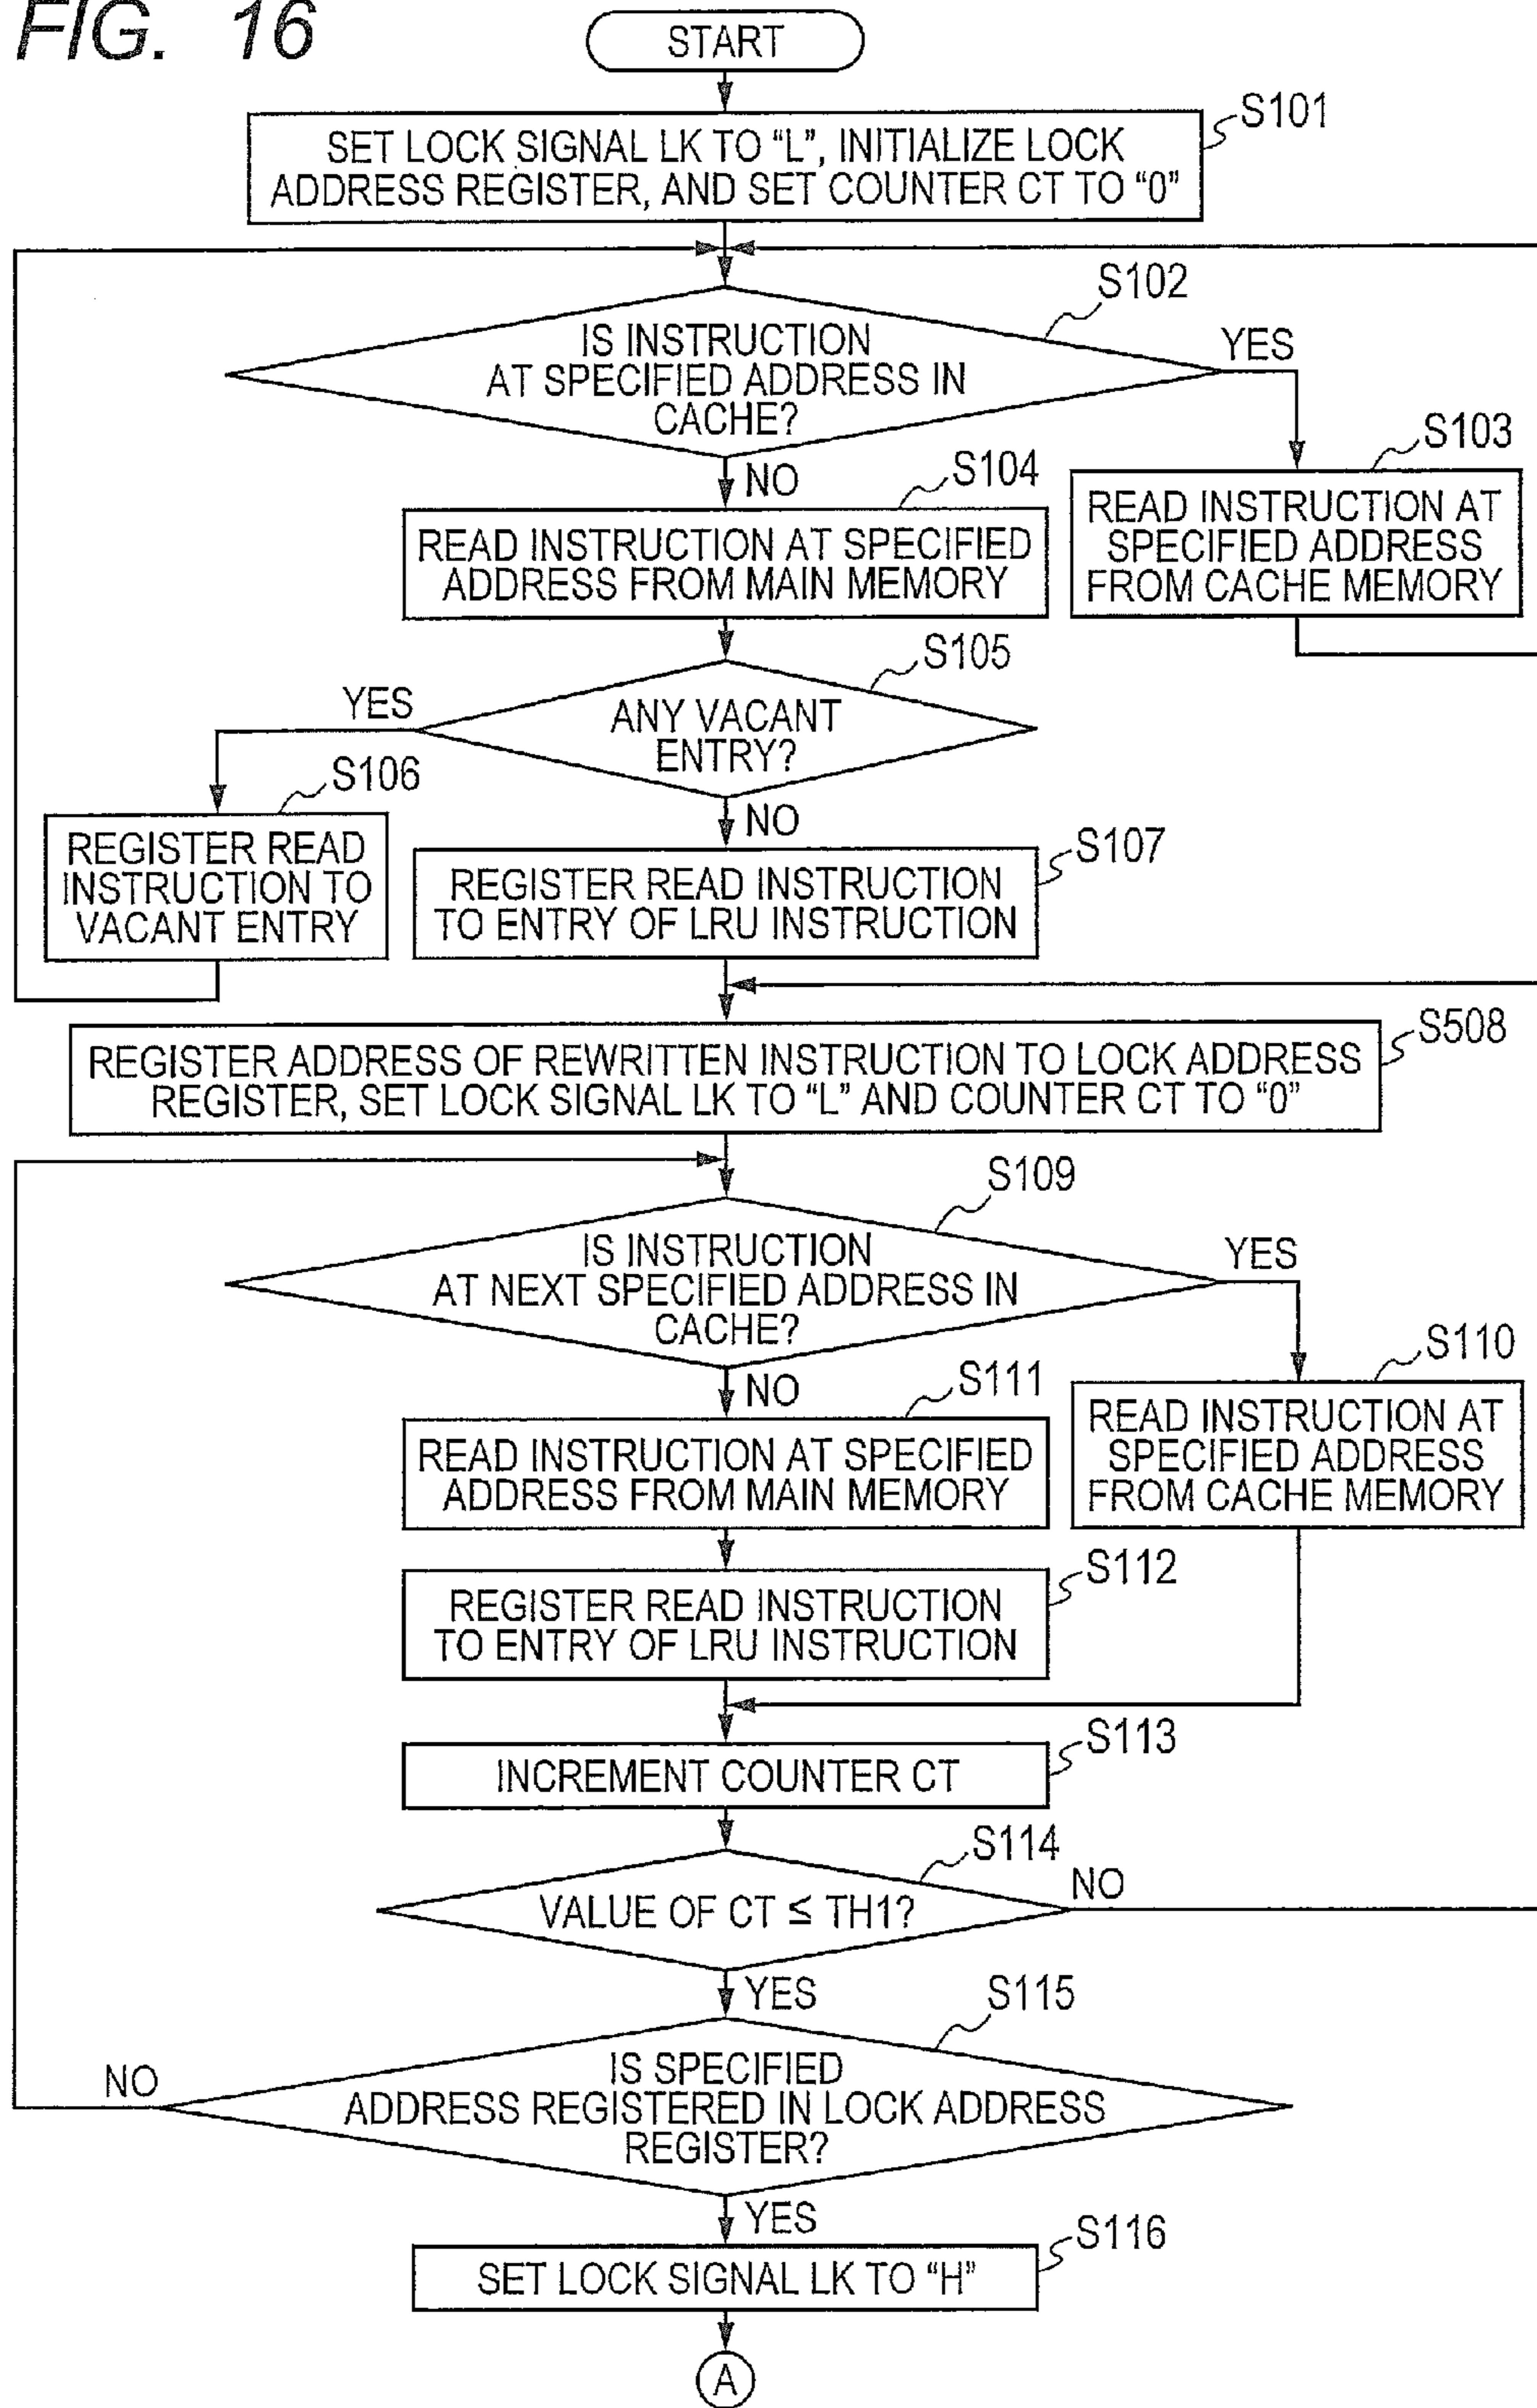 FIG. 16
START
S101
SET LOCK SIGNAL LK TO “L”, INITIALIZE LOCK
ADDRESS REGISTER, AND SET COUNTER CT TO “0”
S102
IS INSTRUCTION
AT SPECIFIED ADDRESS IN
CACHE?
YES
NO
S103
READ INSTRUCTION AT
SPECIFIED ADDRESS
FROM CACHE MEMORY
S104
READ INSTRUCTION AT SPECIFIED
ADDRESS FROM MAIN MEMORY
S105
ANY VACANT
ENTRY?
YES
NO
S106
REGISTER READ
INSTRUCTION TO
VACANT ENTRY
S107
REGISTER READ INSTRUCTION
TO ENTRY OF LRU INSTRUCTION
S508
REGISTER ADDRESS OF REWRITTEN INSTRUCTION TO LOCK ADDRESS
REGISTER, SET LOCK SIGNAL LK TO “L” AND COUNTER CT TO “0”
S109
IS INSTRUCTION
AT NEXT SPECIFIED ADDRESS IN
CACHE?
YES
NO
S110
READ INSTRUCTION AT
SPECIFIED ADDRESS
FROM CACHE MEMORY
S111
READ INSTRUCTION AT SPECIFIED
ADDRESS FROM MAIN MEMORY
S112
REGISTER READ INSTRUCTION
TO ENTRY OF LRU INSTRUCTION
S113
INCREMENT COUNTER CT
S114
VALUE OF CT ≤ TH1?
NO
YES
S115
IS SPECIFIED
ADDRESS REGISTERED IN LOCK ADDRESS
REGISTER?
NO
YES
S116
SET LOCK SIGNAL LK TO “H”
A